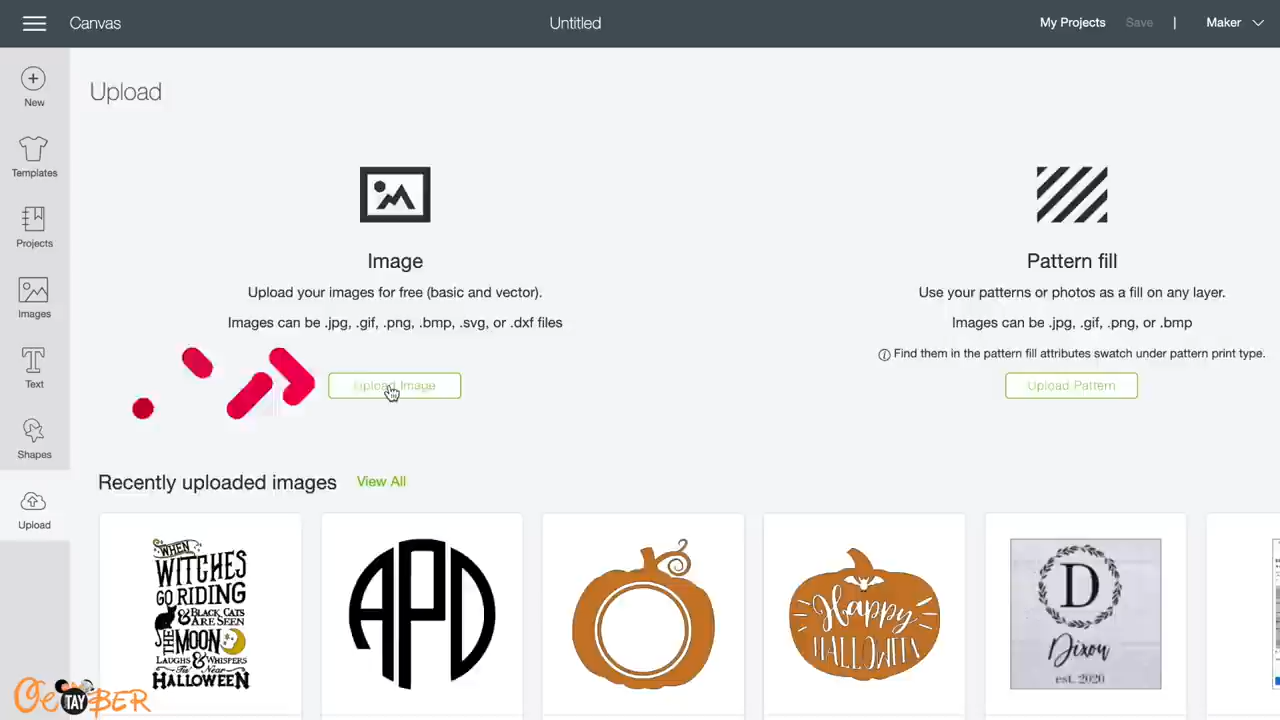 Canvas
Untitled
My Projects
Save
|
Maker
New
Templates
Projects
Images
Text
Shapes
Upload
Upload
Image
Upload your images for free (basic and vector).
Images can be .jpg, .gif, .png, .bmp, .svg, or .dxf files
Upload Image
Pattern fill
Use your patterns or photos as a fill on any layer.
Images can be .jpg, .gif, .png, or .bmp
Find them in the pattern fill attributes swatch under pattern print type.
Upload Pattern
Recently uploaded images
View All
WHEN
WITCHES
GO RIDING
& BLACK CATS
ARE SEEN
THE MOON
LAUGHS & WHISPERS
'Tis Near
HALLOWEEN
APD
Happy
HALLOWEEN
D
Dixon
est. 2020
OcTAYBER